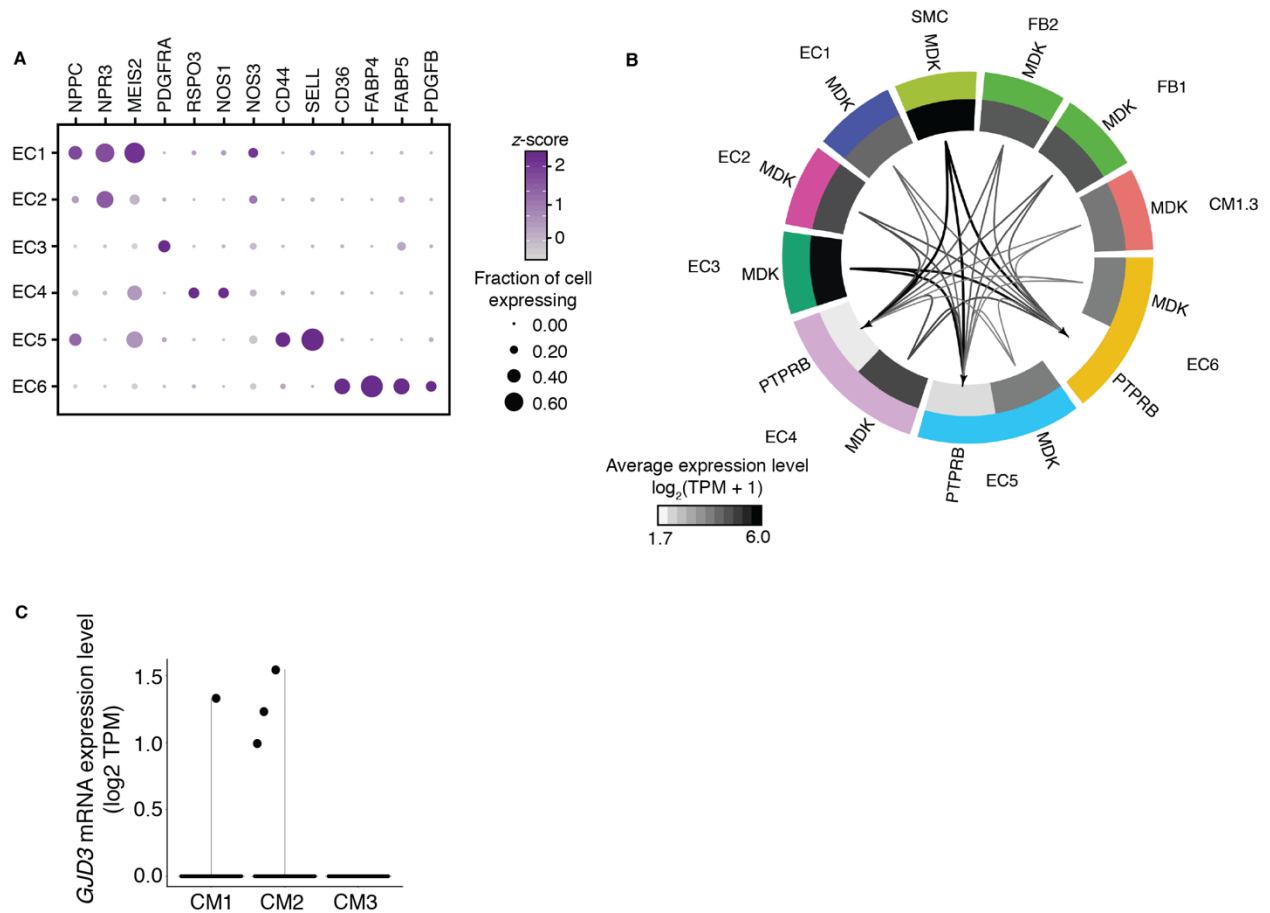 A
NPPC
NPR3
MEIS2
PDGFRA
RSPO3
NOS1
NOS3
CD44
SELL
CD36
FABP4
FABP5
PDGFB
EC1
EC2
EC3
EC4
EC5
EC6
z-score
2
1
0
Fraction of cell
expressing
0.00
0.20
0.40
0.60
B
SMC
MDK
FB2
MDK
FB1
MDK
CM1.3
MDK
EC6
MDK
PTPRB
EC5
MDK
PTPRB
EC4
MDK
PTPRB
EC3
MDK
EC2
MDK
EC1
MDK
Average expression level
log2(TPM + 1)
1.7
6.0
C
GJD3 mRNA expression level
(log2 TPM)
1.5
1.0
0.5
0.0
CM1
CM2
CM3